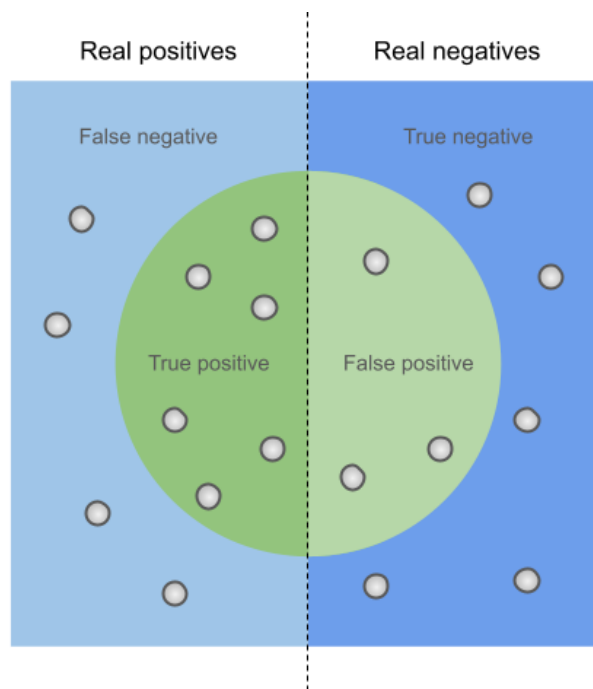 Real positives
Real negatives
False negative
True negative
True positive
False positive